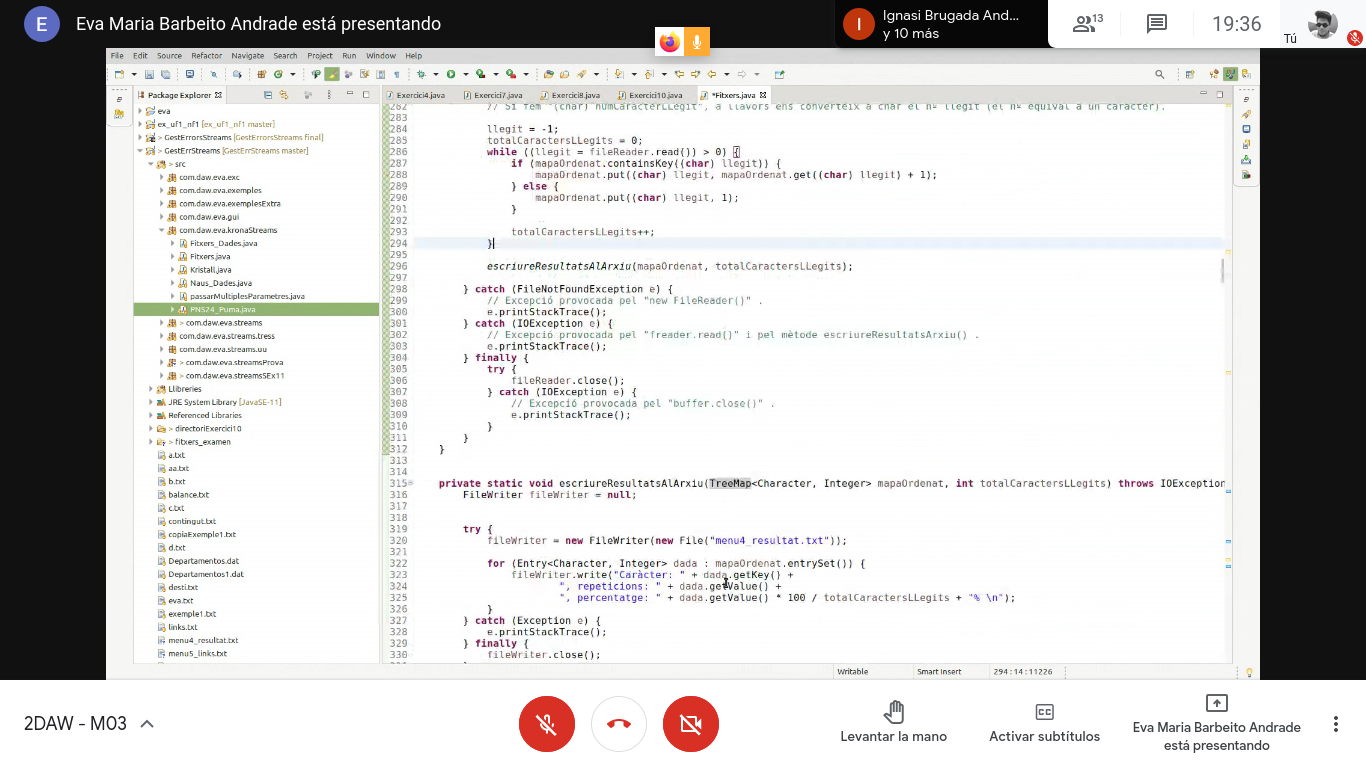 E
Eva Maria Barbeito Andrade está presentando
I
Ignasi Brugada And...
y 10 más
13
19:36
Tú
File Edit Source Refactor Navigate Search Project Run Window Help
Package Explorer
Exercici4.java
Exercici7.java
Exercici8.java
Exercici10.java
*Fitxers.java
eva
ex_uf1_nf1 [ex_uf1_nf1 master]
> GestErrorsStreams [GestErrorsStreams final]
> GestErrStreams [GestErrStreams master]
> src
com.daw.eva.exc
com.daw.eva.exemples
com.daw.eva.exemplesExtra
com.daw.eva.gui
com.daw.eva.kronaStreams
Fitxers_Dades.java
Fitxers.java
Kristall.java
Naus_Dades.java
passarMultiplesParametres.java
PNS24_Puma.java
> com.daw.eva.streams
com.daw.eva.streams.tress
com.daw.eva.streams.uu
> com.daw.eva.streamsProva
> com.daw.eva.streamsSEx11
Llibreries
JRE System Library [JavaSE-11]
Referenced Libraries
> directoriExercici10
> fitxers_examen
a.txt
aa.txt
b.txt
balance.txt
c.txt
contingut.txt
copiaExemple1.txt
d.txt
Departamentos.dat
Departamentos1.dat
desti.txt
eva.txt
exemple1.txt
links.txt
menu4_resultat.txt
menu5_links.txt
282 // Si fem "(char) numCaracterLlegit", a llavors ens converteix a char el nº llegit (el nº equival a un caràcter).
283
284 llegit = -1;
285 totalCaractersLLegits = 0;
286 while ((llegit = fileReader.read()) > 0) {
287 if (mapaOrdenat.containsKey((char) llegit)) {
288 mapaOrdenat.put((char) llegit, mapaOrdenat.get((char) llegit) + 1);
289 } else {
290 mapaOrdenat.put((char) llegit, 1);
291 }
292
293 totalCaractersLLegits++;
294 }
295
296 escriureResultatsAlArxiu(mapaOrdenat, totalCaractersLLegits);
297
298 } catch (FileNotFoundException e) {
299 // Excepció provocada pel "new FileReader()" .
300 e.printStackTrace();
301 } catch (IOException e) {
302 // Excepció provocada pel "freader.read()" i pel mètode escriureResultatsArxiu() .
303 e.printStackTrace();
304 } finally {
305 try {
306 fileReader.close();
307 } catch (IOException e) {
308 // Excepció provocada pel "buffer.close()" .
309 e.printStackTrace();
310 }
311 }
312 }
313
314
315 private static void escriureResultatsAlArxiu(TreeMap<Character, Integer> mapaOrdenat, int totalCaractersLLegits) throws IOException
316 FileWriter fileWriter = null;
317
318
319 try {
320 fileWriter = new FileWriter(new File("menu4_resultat.txt"));
321
322 for (Entry<Character, Integer> dada : mapaOrdenat.entrySet()) {
323 fileWriter.write("Caràcter: " + dada.getKey() +
324 ", repeticions: " + dada.getValue() +
325 ", percentatge: " + dada.getValue() * 100 / totalCaractersLLegits + "% \n");
326 }
327 } catch (Exception e) {
328 e.printStackTrace();
329 } finally {
330 fileWriter.close();
Writable
Smart Insert
294 : 14 : 11226
2DAW - M03
Levantar la mano
Activar subtítulos
Eva Maria Barbeito Andrade
está presentando